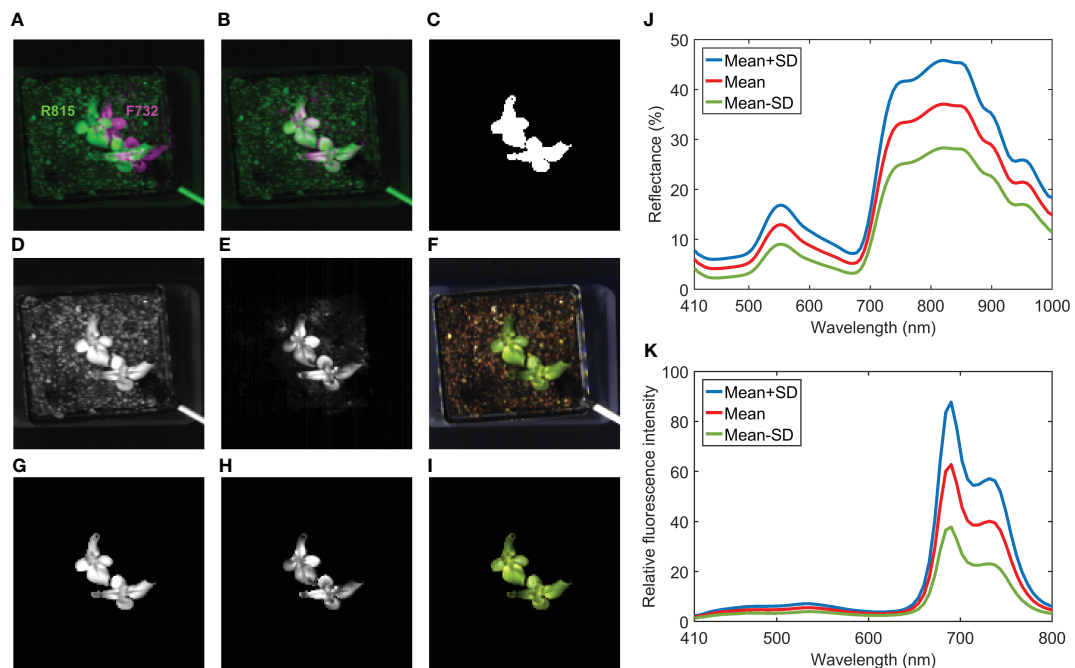 A
B
C
R815
F732
D
E
F
G
H
I
J
50
40
30
20
10
0
Reflectance (%)
Mean+SD
Mean
Mean-SD
410 500 600 700 800 900 1000
Wavelength (nm)
K
100
80
60
40
20
0
Relative fluorescence intensity
Mean+SD
Mean
Mean-SD
410 500 600 700 800
Wavelength (nm)